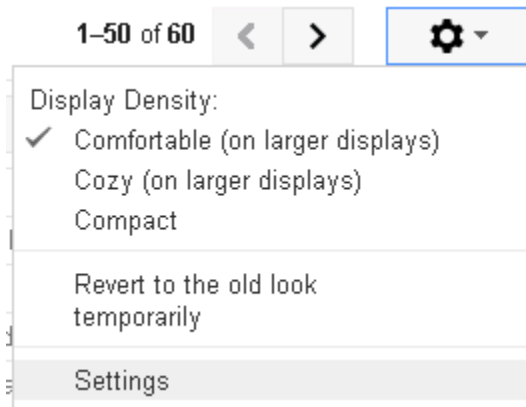 1–50 of 60
Display Density:
Comfortable (on larger displays)
Cozy (on larger displays)
Compact
Revert to the old look
temporarily
Settings